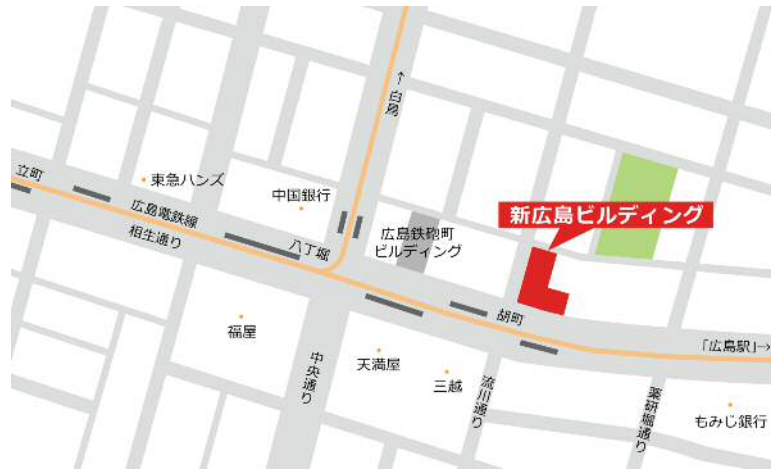 ↑白島
立町
東急ハンズ
中国銀行
広島電鉄線
相生通り
八丁堀
広島鉄砲町
ビルディング
新広島ビルディング
胡町
「広島駅」→
福屋
中央通り
天満屋
三越
流川通り
薬研堀通り
もみじ銀行